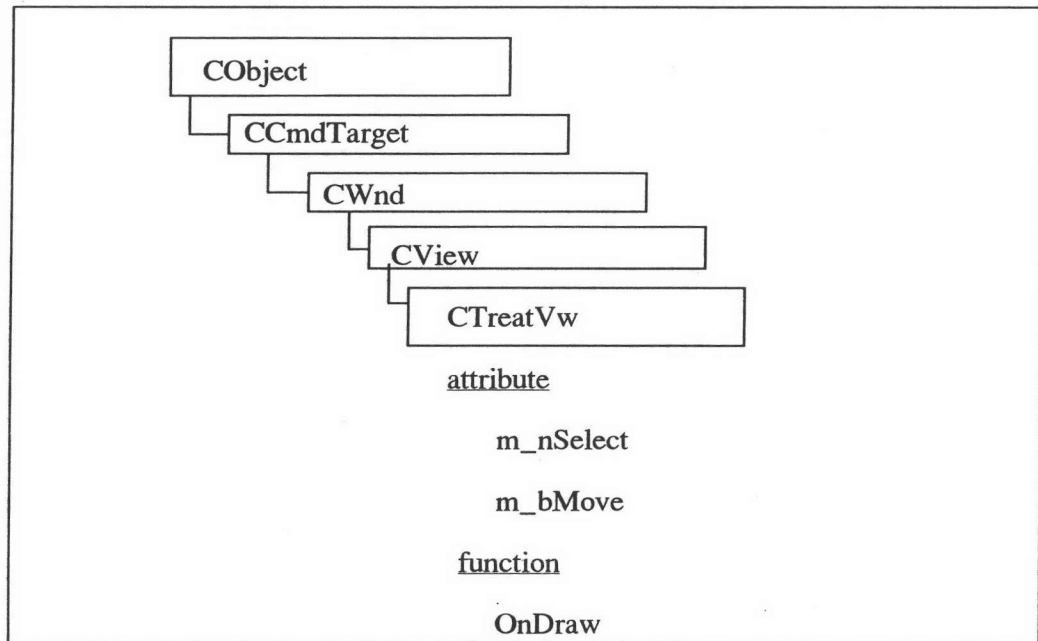 CObject
CCmdTarget
CWnd
CView
CTreatVw
attribute
m_nSelect
m_bMove
function
OnDraw